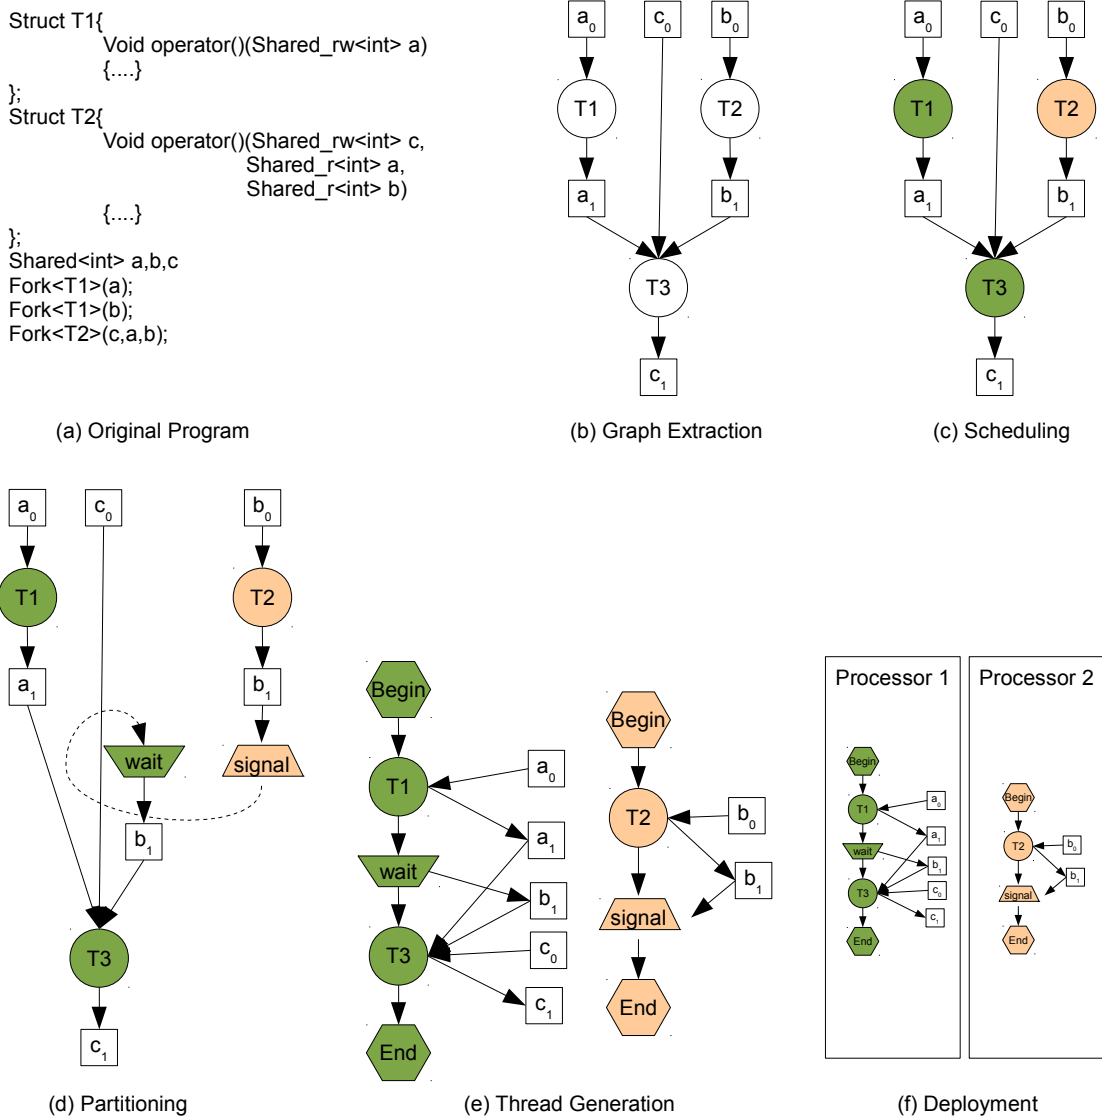 Struct T1{
Void operator()(Shared_rw<int> a)
{....}
};
Struct T2{
Void operator()(Shared_rw<int> c,
Shared_r<int> a,
Shared_r<int> b)
{....}
};
Shared<int> a,b,c
Fork<T1>(a);
Fork<T1>(b);
Fork<T2>(c,a,b);
(a) Original Program
a0 c0 b0
T1 T2
a1 b1
T3
c1
(b) Graph Extraction
a0 c0 b0
T1 T2
a1 b1
T3
c1
(c) Scheduling
a0 c0 b0
T1 T2
a1 b1
wait signal
b1
T3
c1
(d) Partitioning
Begin
T1 a0
a1
wait
b1
T3 c0
c1
End
Begin
T2 b0
b1
signal
End
(e) Thread Generation
Processor 1
Begin
T1 a0
a1
wait
b1
T3 c0
c1
End
Processor 2
Begin
T2 b0
b1
signal
End
(f) Deployment